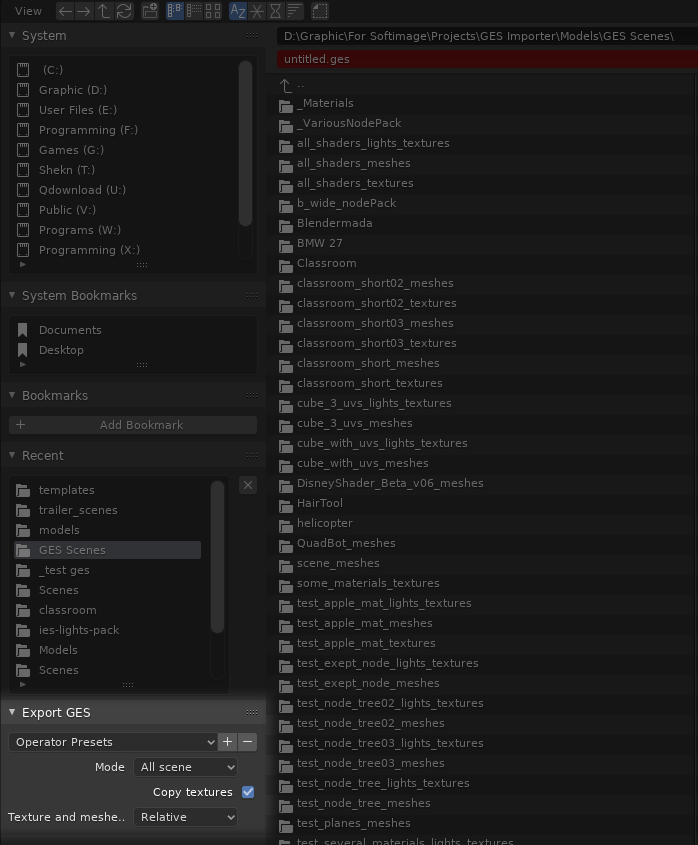 View
System
(C:)
Graphic (D:)
User Files (E:)
Programming (F:)
Games (G:)
Shekn (T:)
Qdownload (U:)
Public (V:)
Programs (W:)
Programming (X:)
System Bookmarks
Documents
Desktop
Bookmarks
Add Bookmark
Recent
templates
trailer_scenes
models
GES Scenes
_test ges
Scenes
classroom
ies-lights-pack
Models
Scenes
Export GES
Operator Presets
Mode All scene
Copy textures
Texture and meshe.. Relative
D:\Graphic\For Softimage\Projects\GES Importer\Models\GES Scenes\
untitled.ges
..
_Materials
_VariousNodePack
all_shaders_lights_textures
all_shaders_meshes
all_shaders_textures
b_wide_nodePack
Blendermada
BMW 27
Classroom
classroom_short02_meshes
classroom_short02_textures
classroom_short03_meshes
classroom_short03_textures
classroom_short_meshes
classroom_short_textures
cube_3_uvs_lights_textures
cube_3_uvs_meshes
cube_with_uvs_lights_textures
cube_with_uvs_meshes
DisneyShader_Beta_v06_meshes
HairTool
helicopter
QuadBot_meshes
scene_meshes
some_materials_textures
test_apple_mat_lights_textures
test_apple_mat_meshes
test_apple_mat_textures
test_exept_node_lights_textures
test_exept_node_meshes
test_node_tree02_lights_textures
test_node_tree02_meshes
test_node_tree03_lights_textures
test_node_tree03_meshes
test_node_tree_lights_textures
test_node_tree_meshes
test_planes_meshes
test_several_materials_lights_textures